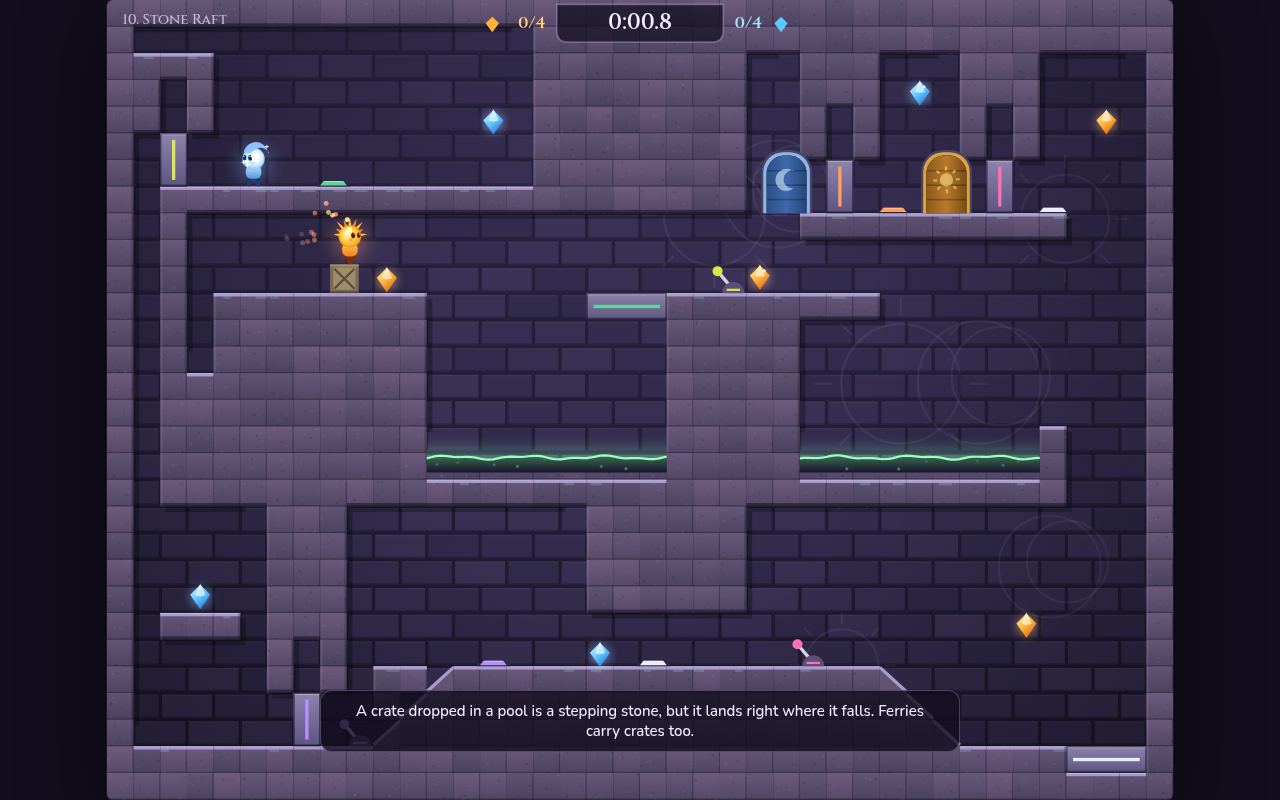 10. Stone Raft
0/4
0:00.8
0/4
A crate dropped in a pool is a stepping stone, but it lands right where it falls. Ferries
carry crates too.